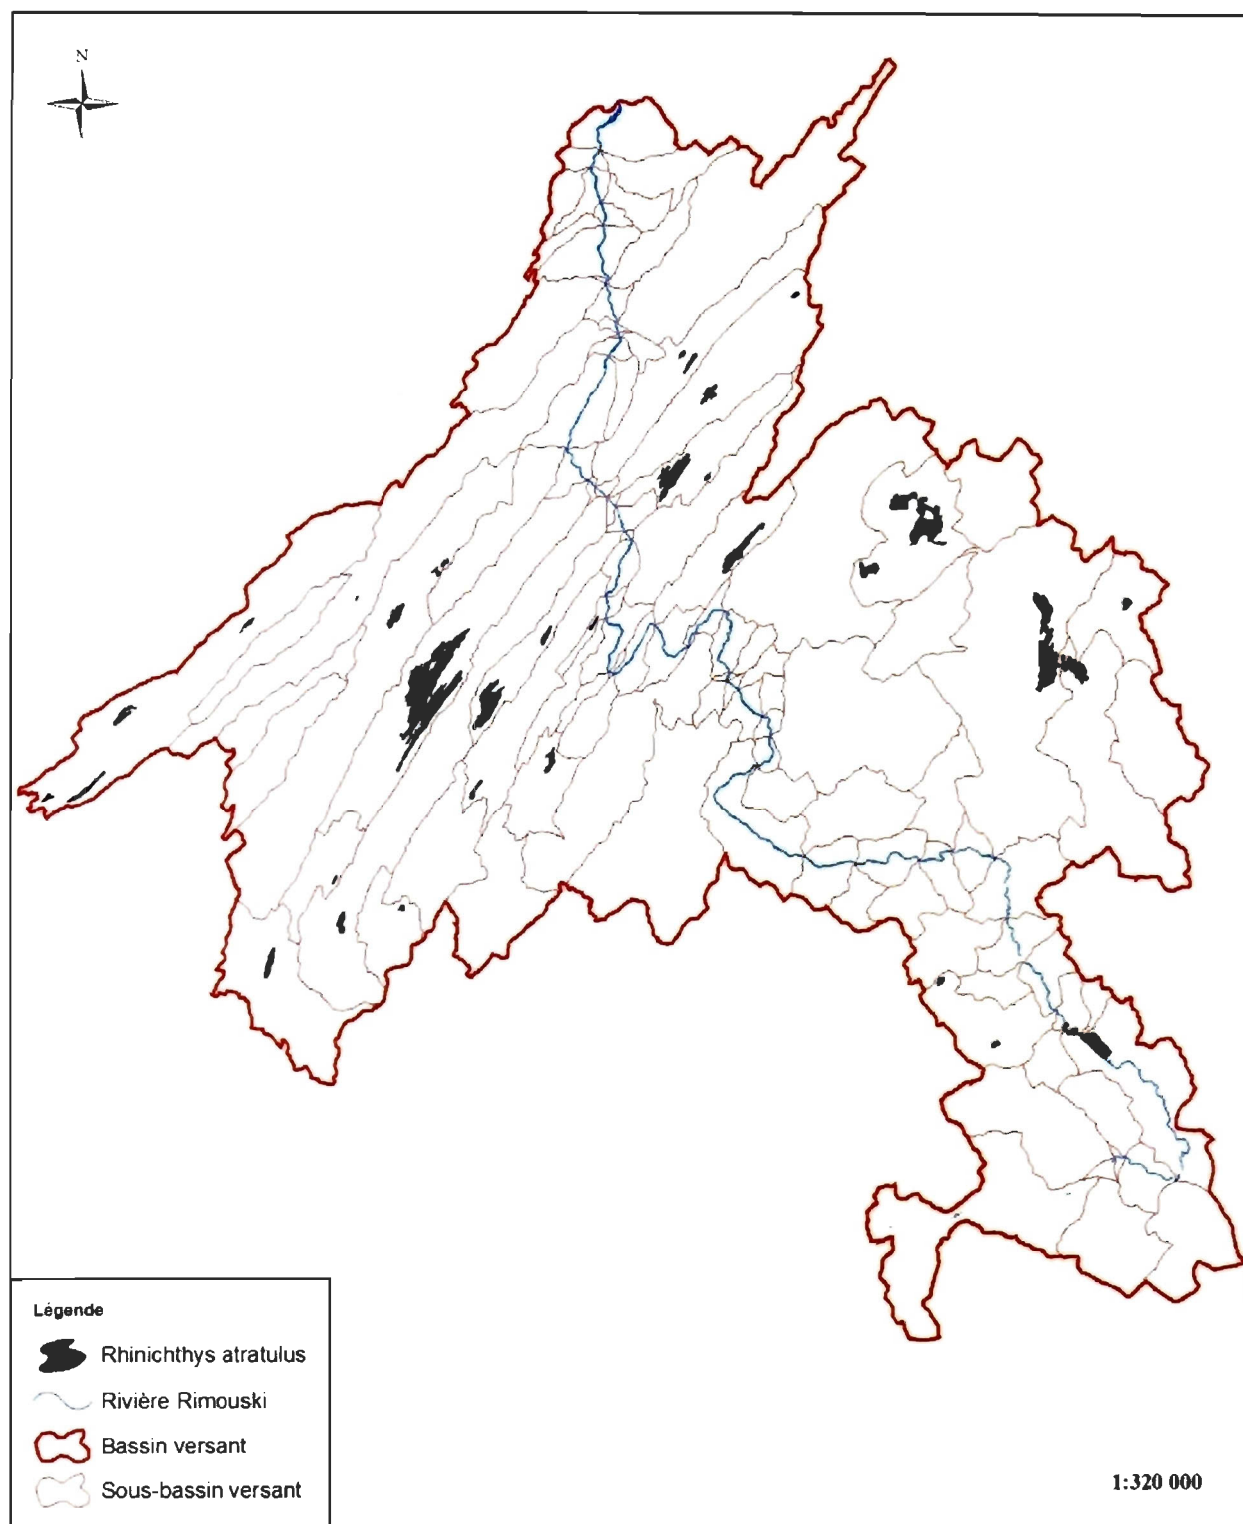 N
Légende
Rhinichthys atratulus
Rivière Rimouski
Bassin versant
Sous-bassin versant
1:320 000